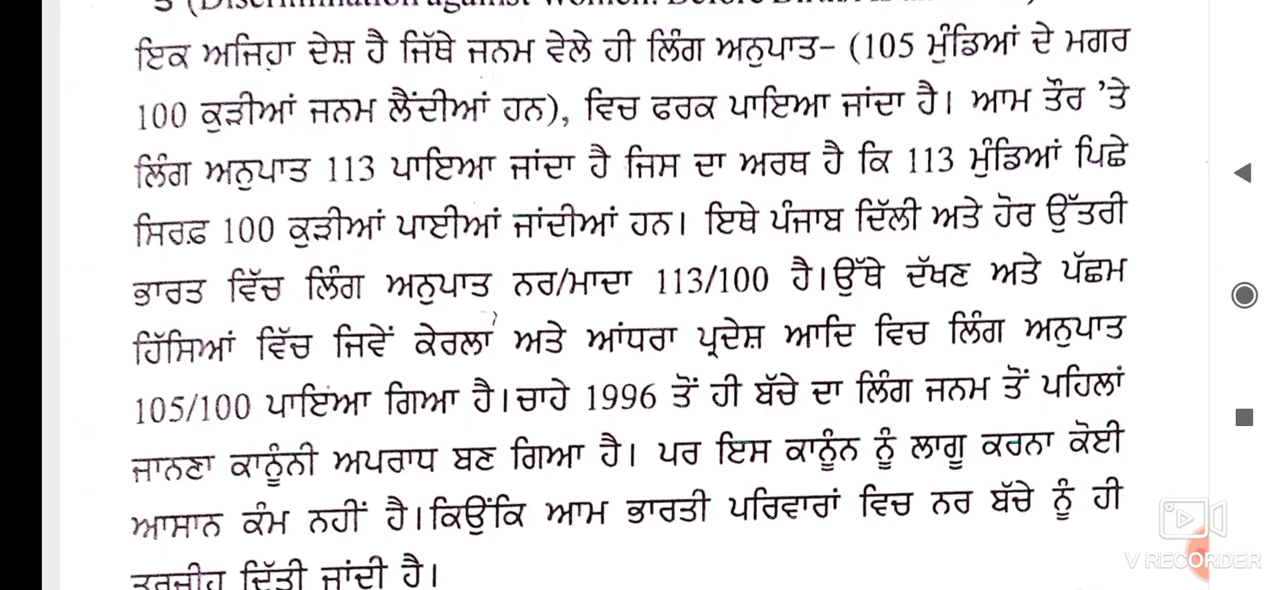 ਇਕ ਅਜਿਹਾ ਦੇਸ਼ ਹੈ ਜਿੱਥੇ ਜਨਮ ਵੇਲੇ ਹੀ ਲਿੰਗ ਅਨੁਪਾਤ- (105 ਮੁੰਡਿਆਂ ਦੇ ਮਗਰ
100 ਕੁੜੀਆਂ ਜਨਮ ਲੈਂਦੀਆਂ ਹਨ), ਵਿਚ ਫਰਕ ਪਾਇਆ ਜਾਂਦਾ ਹੈ। ਆਮ ਤੌਰ 'ਤੇ
ਲਿੰਗ ਅਨੁਪਾਤ 113 ਪਾਇਆ ਜਾਂਦਾ ਹੈ ਜਿਸ ਦਾ ਅਰਥ ਹੈ ਕਿ 113 ਮੁੰਡਿਆਂ ਪਿਛੇ
ਸਿਰਫ਼ 100 ਕੁੜੀਆਂ ਪਾਈਆਂ ਜਾਂਦੀਆਂ ਹਨ। ਇਥੇ ਪੰਜਾਬ ਦਿੱਲੀ ਅਤੇ ਹੋਰ ਉੱਤਰੀ
ਭਾਰਤ ਵਿੱਚ ਲਿੰਗ ਅਨੁਪਾਤ ਨਰ/ਮਾਦਾ 113/100 ਹੈ। ਉੱਥੇ ਦੱਖਣ ਅਤੇ ਪੱਛਮ
ਹਿੱਸਿਆਂ ਵਿੱਚ ਜਿਵੇਂ ਕੇਰਲਾ ਅਤੇ ਆਂਧਰਾ ਪ੍ਰਦੇਸ਼ ਆਦਿ ਵਿਚ ਲਿੰਗ ਅਨੁਪਾਤ
105/100 ਪਾਇਆ ਗਿਆ ਹੈ। ਚਾਹੇ 1996 ਤੋਂ ਹੀ ਬੱਚੇ ਦਾ ਲਿੰਗ ਜਨਮ ਤੋਂ ਪਹਿਲਾਂ
ਜਾਨਣਾ ਕਾਨੂੰਨੀ ਅਪਰਾਧ ਬਣ ਗਿਆ ਹੈ। ਪਰ ਇਸ ਕਾਨੂੰਨ ਨੂੰ ਲਾਗੂ ਕਰਨਾ ਕੋਈ
ਆਸਾਨ ਕੰਮ ਨਹੀਂ ਹੈ। ਕਿਉਂਕਿ ਆਮ ਭਾਰਤੀ ਪਰਿਵਾਰਾਂ ਵਿਚ ਨਰ ਬੱਚੇ ਨੂੰ ਹੀ
ਤਰਜੀਹ ਦਿੱਤੀ ਜਾਂਦੀ ਹੈ।
V RECORDER